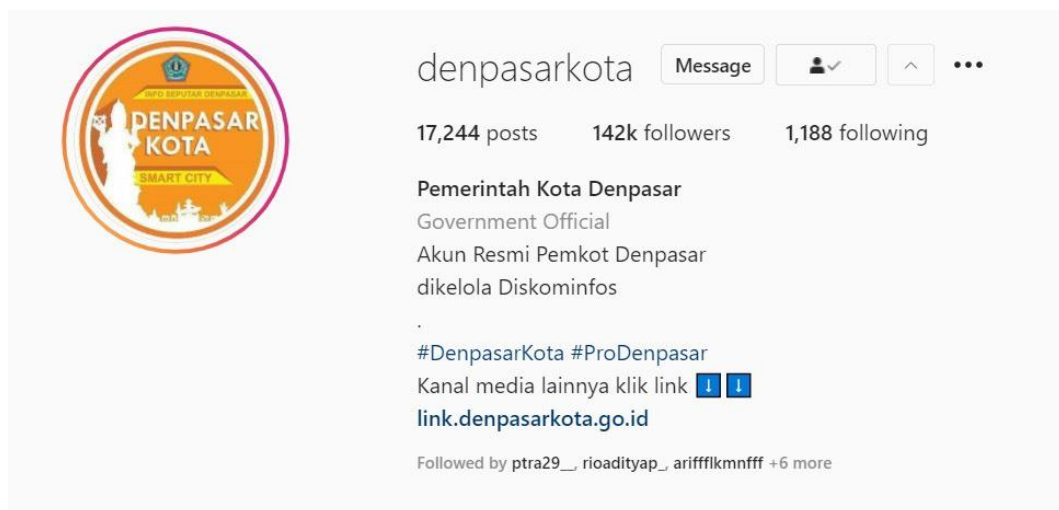 INFO SEPUTAR DENPASAR
DENPASAR
KOTA
SMART CITY
denpasarkota Message
17,244 posts 142k followers 1,188 following
Pemerintah Kota Denpasar
Government Official
Akun Resmi Pemkot Denpasar
dikelola Diskominfos
.
#DenpasarKota #ProDenpasar
Kanal media lainnya klik link ⬇️ ⬇️
link.denpasarkota.go.id
Followed by ptra29__, rioadityap_, ariffflkmnfff +6 more